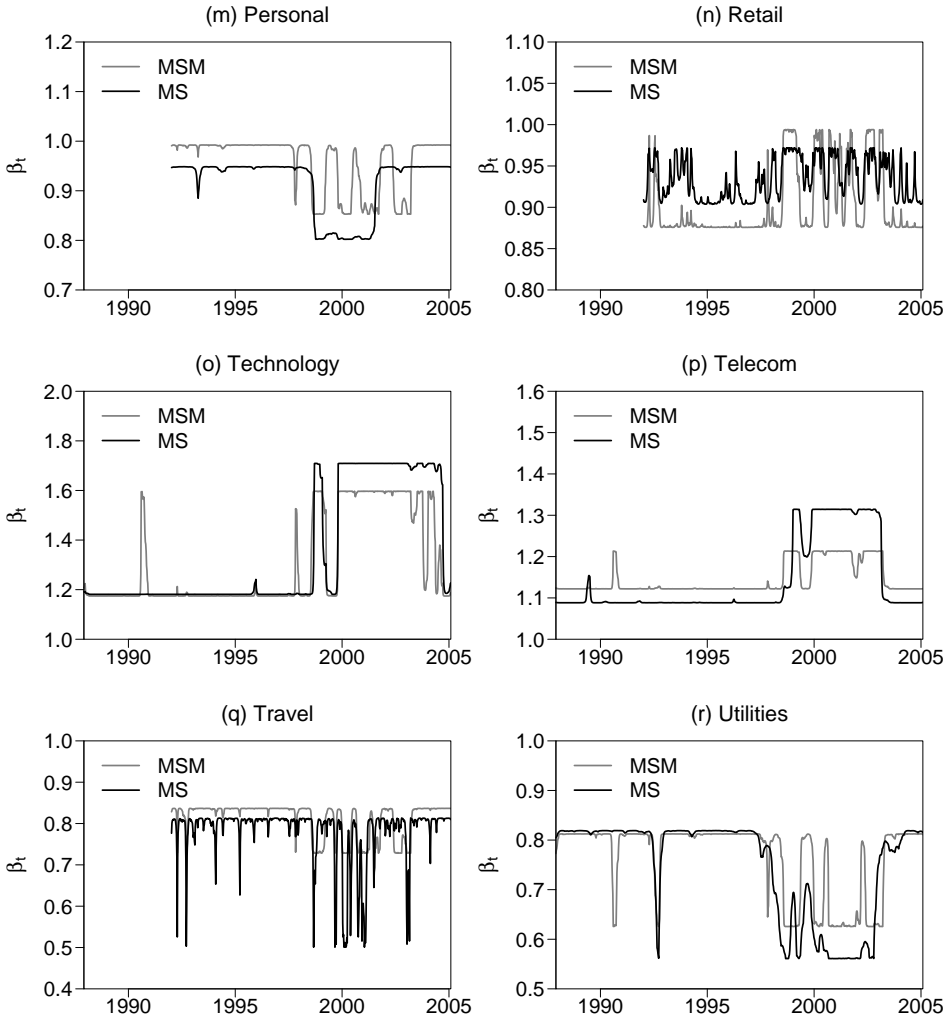 (m) Personal
1.2
1.1
1.0
0.9
0.8
0.7
βt
MSM
MS
1990 1995 2000 2005
(n) Retail
1.10
1.05
1.00
0.95
0.90
0.85
0.80
βt
MSM
MS
1990 1995 2000 2005
(o) Technology
2.0
1.8
1.6
1.4
1.2
1.0
βt
MSM
MS
1990 1995 2000 2005
(p) Telecom
1.6
1.5
1.4
1.3
1.2
1.1
1.0
βt
MSM
MS
1990 1995 2000 2005
(q) Travel
1.0
0.9
0.8
0.7
0.6
0.5
0.4
βt
MSM
MS
1990 1995 2000 2005
(r) Utilities
1.0
0.9
0.8
0.7
0.6
0.5
βt
MSM
MS
1990 1995 2000 2005